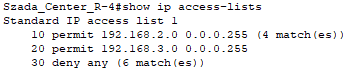 Szada_Center_R-4#show ip access-lists
Standard IP access list 1
    10 permit 192.168.2.0 0.0.0.255 (4 match(es))
    20 permit 192.168.3.0 0.0.0.255
    30 deny any (6 match(es))